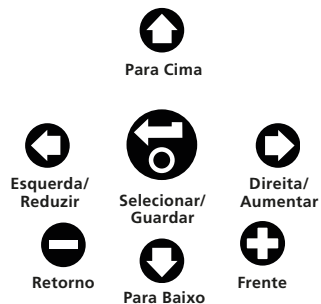 Para Cima
Esquerda/
Reduzir
Selecionar/
Guardar
Direita/
Aumentar
Retorno
Para Baixo
Frente